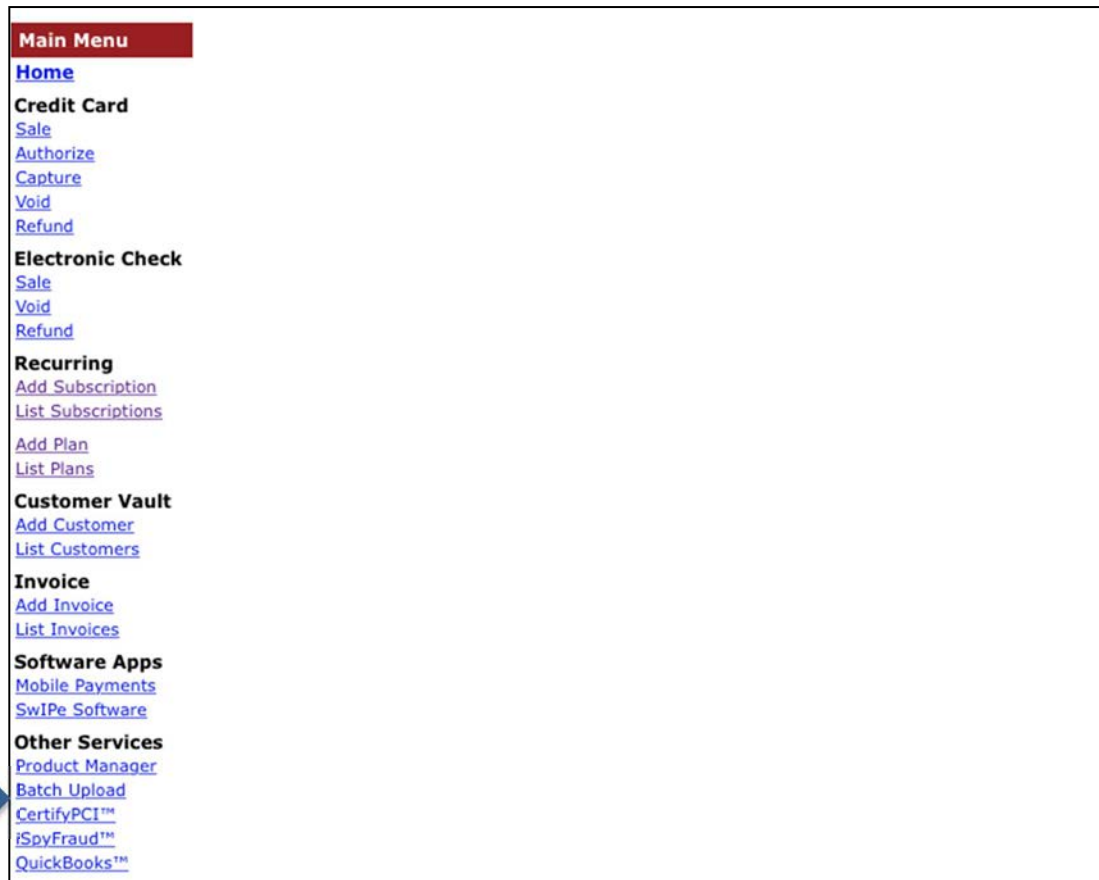 Main Menu
Home
Credit Card
Sale
Authorize
Capture
Void
Refund
Electronic Check
Sale
Void
Refund
Recurring
Add Subscription
List Subscriptions
Add Plan
List Plans
Customer Vault
Add Customer
List Customers
Invoice
Add Invoice
List Invoices
Software Apps
Mobile Payments
SwIPe Software
Other Services
Product Manager
Batch Upload
CertifyPCI™
iSpyFraud™
QuickBooks™